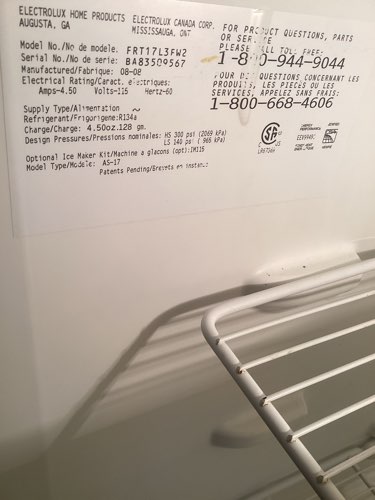 ELECTROLUX HOME PRODUCTS ELECTROLUX CANADA CORP.
AUGUSTA, GA MISSISSAUGA, ONT
Model No./No de modele: FRT17L3FW2
Serial No./No de serie: BA83509567
Manufactured/Fabrique: 08-08
Electrical Rating/Caract. electriques:
Amps-4.50 Volts-115 Hertz-60
Supply Type/Alimentation ~
Refrigerant/Frigorigene:R134a
Charge/Charge: 4.50oz.128 gm.
Design Pressures/Pressions nominales: HS 300 psi (2069 kPa)
LS 140 psi ( 965 kPa)
Optional Ice Maker Kit/Machine a glacons (opt):IM116
Model Type/Modele: AS-17
Patents Pending/Brevets en instance
FOR PRODUCT QUESTIONS, PARTS
OR SERVICE
PLEASE CALL TOLL FREE:
944-9044
POUR DES QUESTIONS CONCERNANT LES
PRODUITS, LES PIECES OU LES
SERVICES, APPELEZ SANS FRAIS:
1-800-668-4606